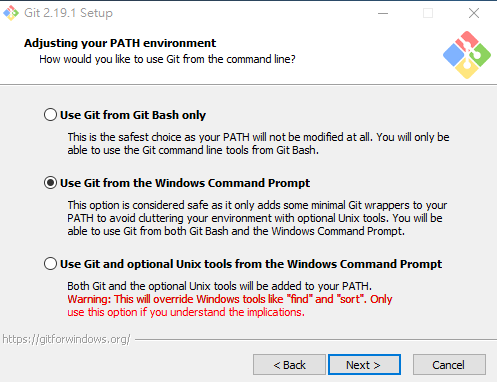 Git 2.19.1 Setup
Adjusting your PATH environment
How would you like to use Git from the command line?
Use Git from Git Bash only
This is the safest choice as your PATH will not be modified at all. You will only be
able to use the Git command line tools from Git Bash.
Use Git from the Windows Command Prompt
This option is considered safe as it only adds some minimal Git wrappers to your
PATH to avoid cluttering your environment with optional Unix tools. You will be
able to use Git from both Git Bash and the Windows Command Prompt.
Use Git and optional Unix tools from the Windows Command Prompt
Both Git and the optional Unix tools will be added to your PATH.
Warning: This will override Windows tools like "find" and "sort". Only
use this option if you understand the implications.
https://gitforwindows.org/
< Back
Next >
Cancel